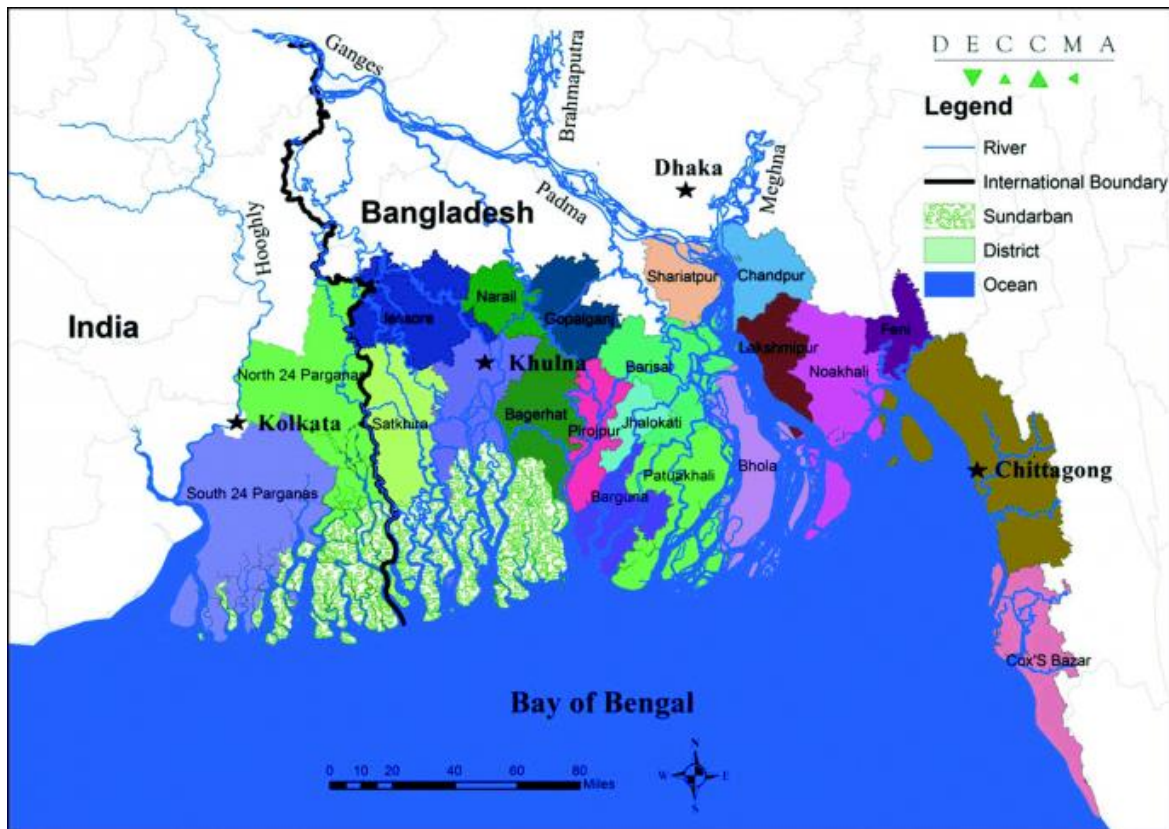 D E C C M A
Legend
River
International Boundary
Sundarban
District
Ocean
Ganges
Brahmaputra
Meghna
Dhaka
Padma
Bangladesh
Hooghly
India
Shariatpur
Chandpur
Narail
Jessore
Gopalganj
Feni
Lakshmipur
Noakhali
Khulna
Barisal
North 24 Parganas
Kolkata
Satkhira
Bagerhat
Pirojpur
Jhalokati
Patuakhali
Bhola
Chittagong
South 24 Parganas
Barguna
Cox'S Bazar
Bay of Bengal
N
W E
S
0 10 20 40 60 80
Miles